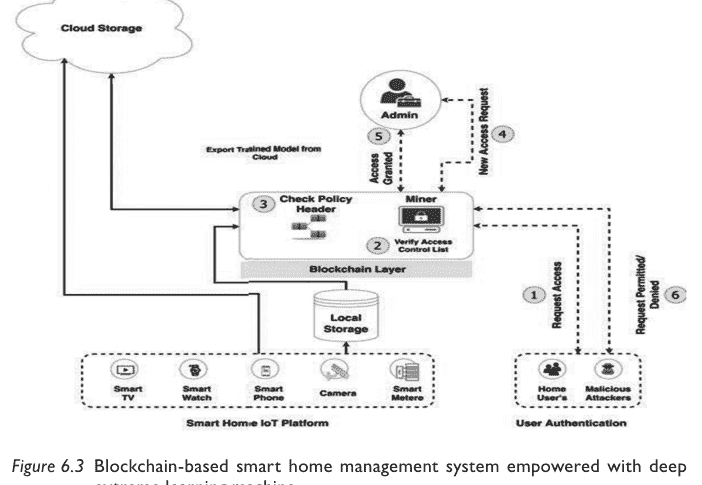 Cloud Storage
Admin
5
Access
Granted
4
New Access Request
Export Trained Model from
Cloud
3
Check Policy
Header
Miner
2
Verify Access
Control List
Blockchain Layer
Local
Storage
1
Request Access
Request Permitted/
Denied
6
Smart
TV
Smart
Watch
Smart
Phone
Camera
Smart
Metere
Home
User's
Malicious
Attackers
Smart Home IoT Platform
User Authentication
Figure 6.3 Blockchain-based smart home management system empowered with deep
extreme learning machine